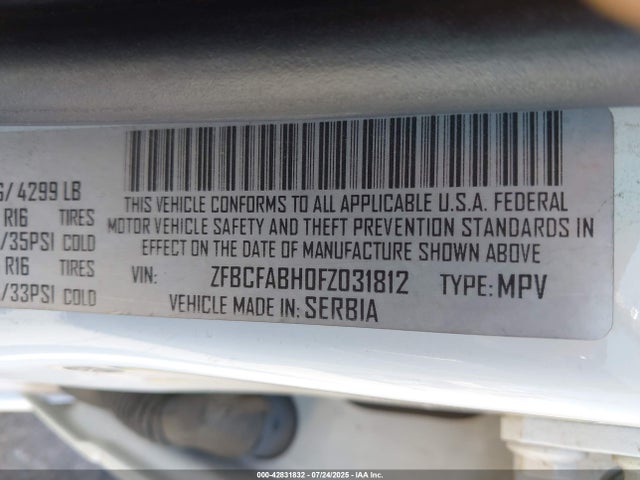 / 4299 LB
R16 TIRES
/35PSI COLD
R16 TIRES
/33PSI COLD
THIS VEHICLE CONFORMS TO ALL APPLICABLE U.S.A. FEDERAL
MOTOR VEHICLE SAFETY AND THEFT PREVENTION STANDARDS IN
EFFECT ON THE DATE OF MANUFACTURE SHOWN ABOVE
VIN: ZFBCFABH0FZ031812 TYPE: MPV
VEHICLE MADE IN: SERBIA
000-42831832 - 07/24/2025 - IAA Inc.